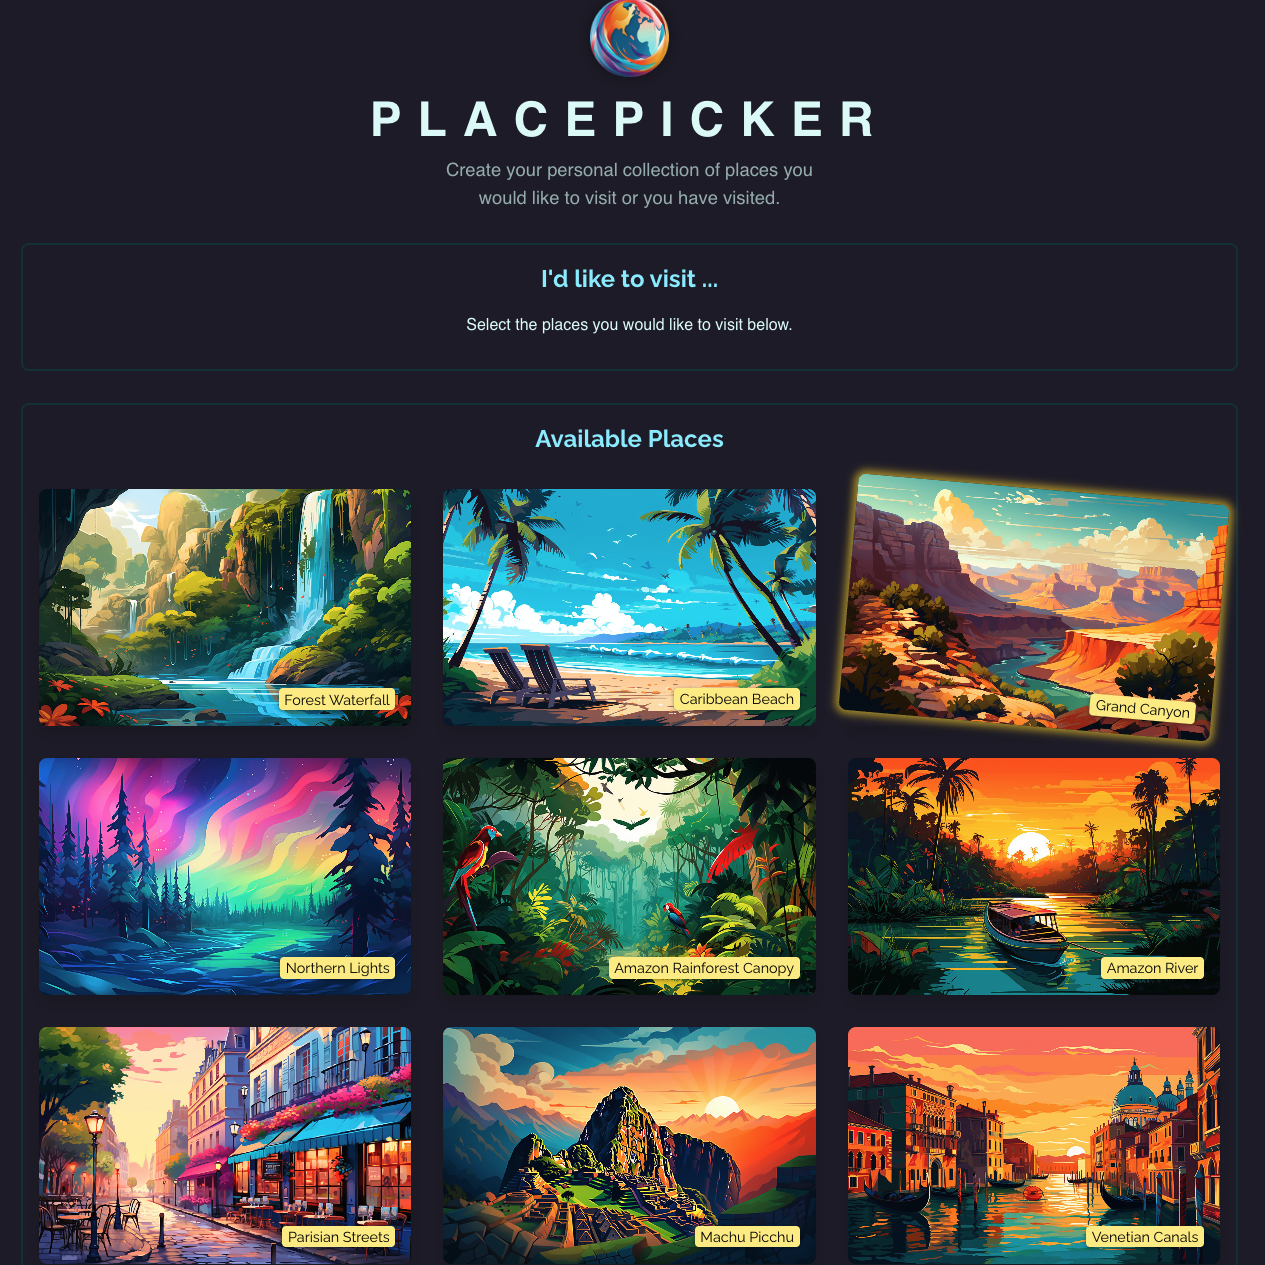 PLACEPICKER
Create your personal collection of places you
would like to visit or you have visited.
I'd like to visit ...
Select the places you would like to visit below.
Available Places
Forest Waterfall
Caribbean Beach
Grand Canyon
Northern Lights
Amazon Rainforest Canopy
Amazon River
Parisian Streets
Machu Picchu
Venetian Canals